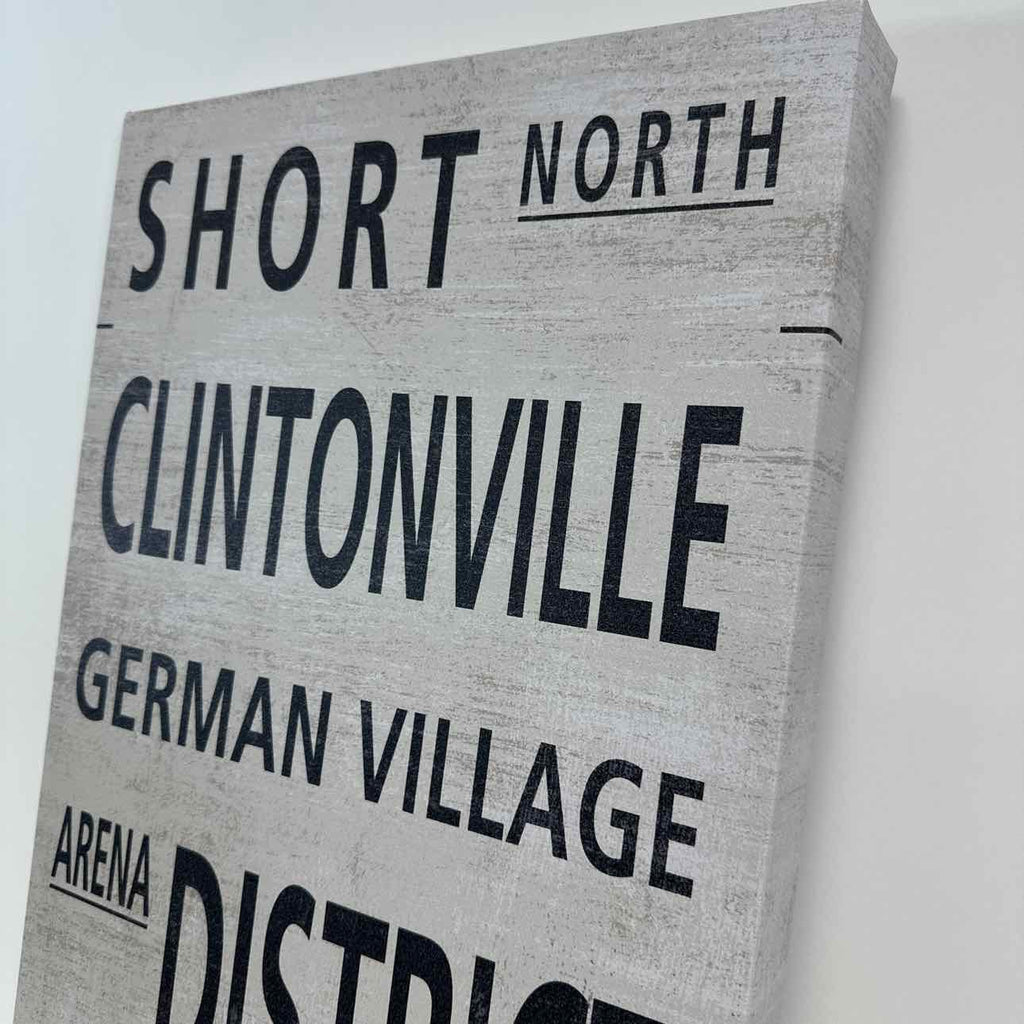 SHORT NORTH
CLINTONVILLE
GERMAN VILLAGE
ARENA DISTRICT